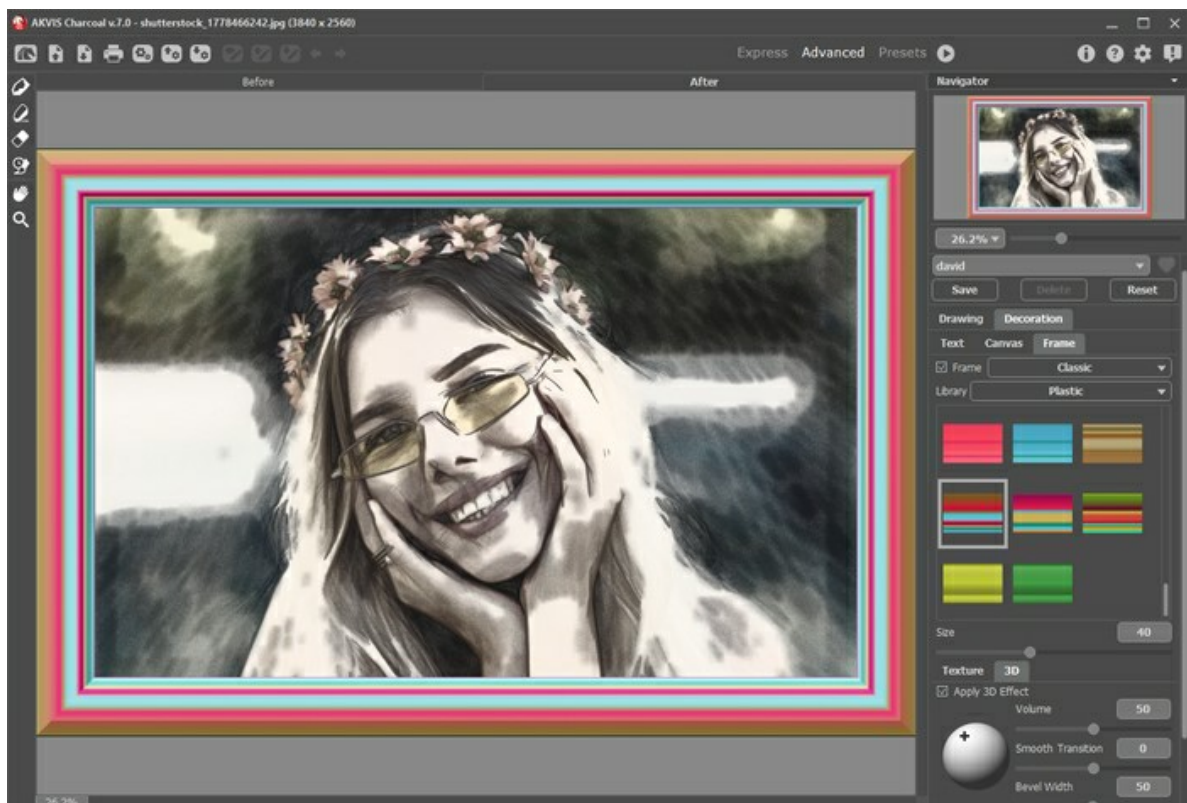 AKVIS Charcoal v.7.0 - shutterstock_1778466242.jpg (3840 x 2560)
Express Advanced Presets
Before After
Navigator
26.2%
david
Save Delete Reset
Drawing Decoration
Text Canvas Frame
Frame Classic
Library Plastic
Size 40
Texture 3D
Apply 3D Effect
Volume 50
Smooth Transition 0
Bevel Width 50
26.2%